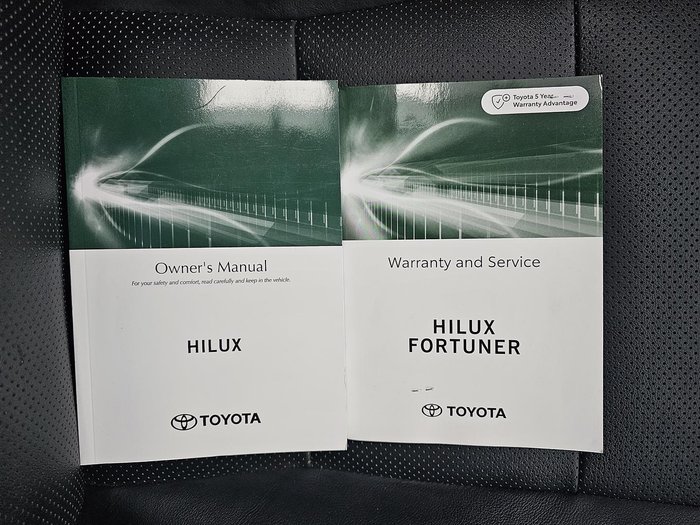 Owner's Manual
For your safety and comfort, read carefully and keep in the vehicle.
HILUX
TOYOTA
Toyota 5 Year
Warranty Advantage
Warranty and Service
HILUX
FORTUNER
TOYOTA